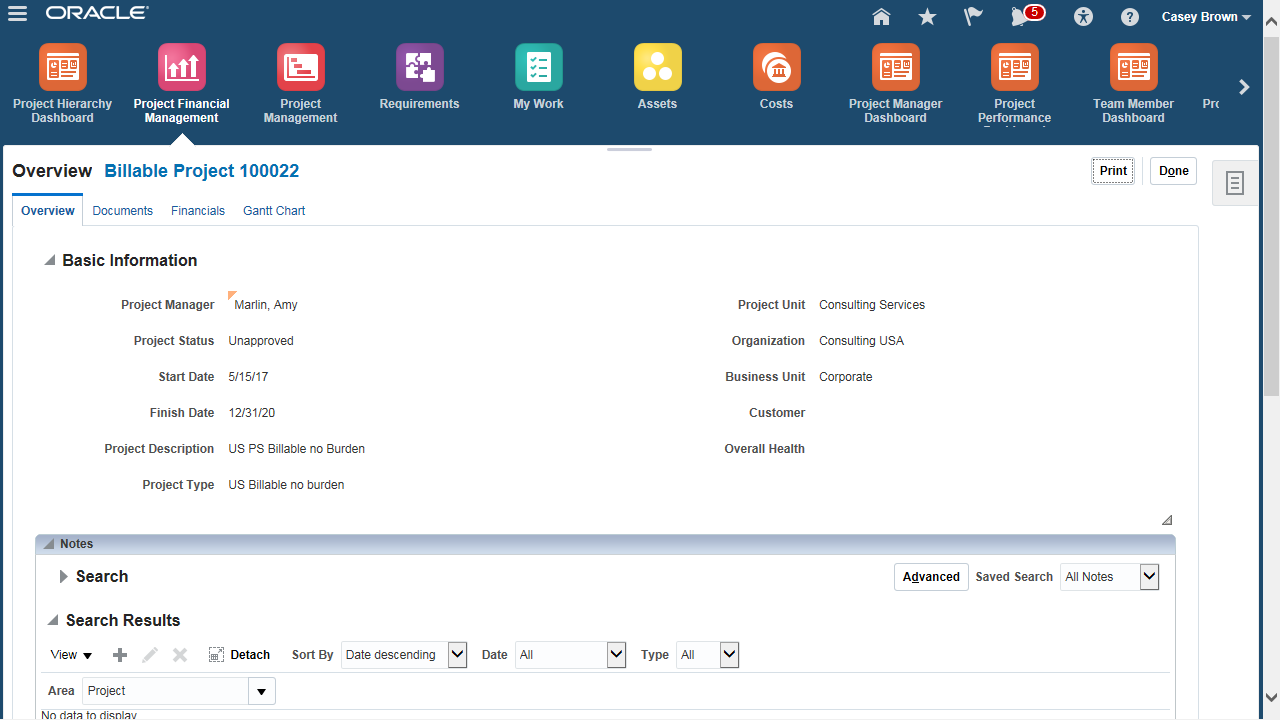 ORACLE
5
Casey Brown
Project Hierarchy Dashboard
Project Financial Management
Project Management
Requirements
My Work
Assets
Costs
Project Manager Dashboard
Project Performance
Team Member Dashboard
Overview Billable Project 100022
Print
Done
Overview
Documents
Financials
Gantt Chart
Basic Information
Project Manager Marlin, Amy
Project Status Unapproved
Start Date 5/15/17
Finish Date 12/31/20
Project Description US PS Billable no Burden
Project Type US Billable no burden
Project Unit Consulting Services
Organization Consulting USA
Business Unit Corporate
Customer
Overall Health
Notes
Search
Advanced Saved Search All Notes
Search Results
View Detach Sort By Date descending Date All Type All
Area Project
No data to display